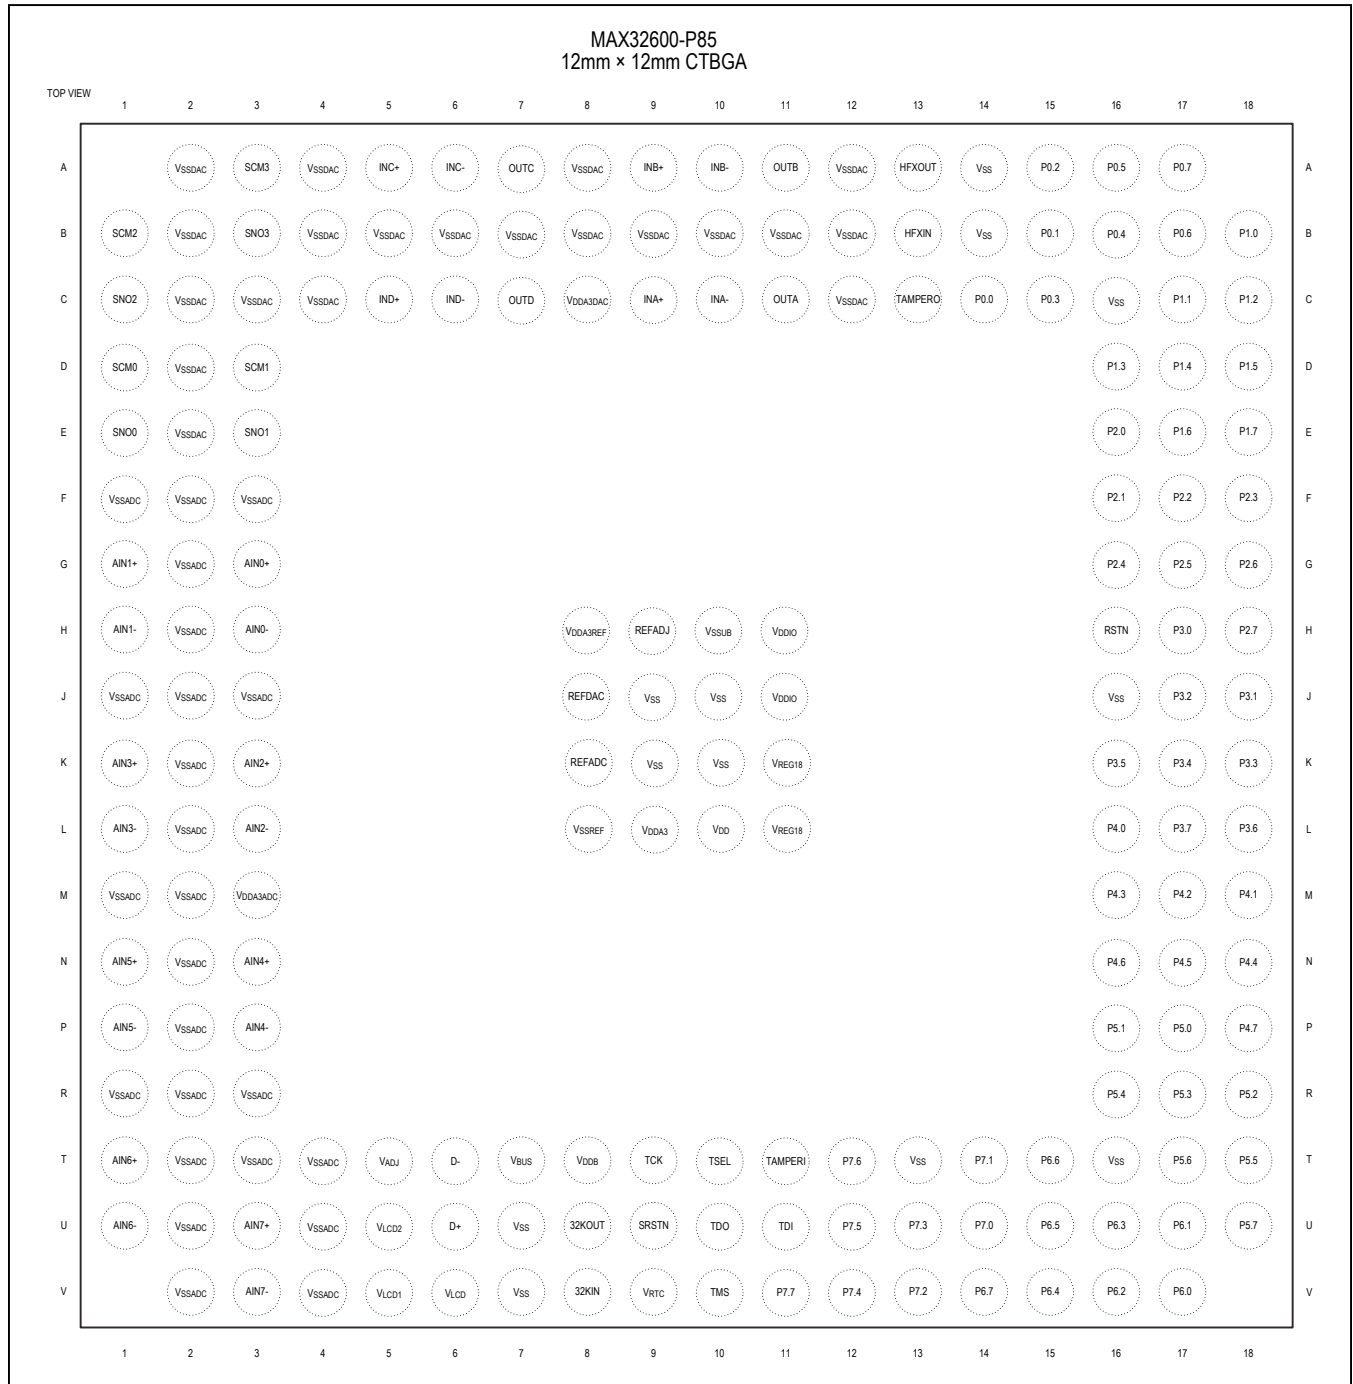 MAX32600-P85
12mm × 12mm CTBGA
TOP VIEW
1 2 3 4 5 6 7 8 9 10 11 12 13 14 15 16 17 18
A VSSDAC SCM3 VSSDAC INC+ INC- OUTC VSSDAC INB+ INB- OUTB VSSDAC HFXOUT VSS P0.2 P0.5 P0.7 A
B SCM2 VSSDAC SNO3 VSSDAC VSSDAC VSSDAC VSSDAC VSSDAC VSSDAC VSSDAC VSSDAC VSSDAC HFXIN VSS P0.1 P0.4 P0.6 P1.0 B
C SNO2 VSSDAC VSSDAC VSSDAC IND+ IND- OUTD VDDA3DAC INA+ INA- OUTA VSSDAC TAMPERO P0.0 P0.3 VSS P1.1 P1.2 C
D SCM0 VSSDAC SCM1 P1.3 P1.4 P1.5 D
E SNO0 VSSDAC SNO1 P2.0 P1.6 P1.7 E
F VSSADC VSSADC VSSADC P2.1 P2.2 P2.3 F
G AIN1+ VSSADC AIN0+ P2.4 P2.5 P2.6 G
H AIN1- VSSADC AIN0- VDDA3REF REFADJ VSSUB VDDIO RSTN P3.0 P2.7 H
J VSSADC VSSADC VSSADC REFDAC VSS VSS VDDIO VSS P3.2 P3.1 J
K AIN3+ VSSADC AIN2+ REFADC VSS VSS VREG18 P3.5 P3.4 P3.3 K
L AIN3- VSSADC AIN2- VSSREF VDDA3 VDD VREG18 P4.0 P3.7 P3.6 L
M VSSADC VSSADC VDDA3ADC P4.3 P4.2 P4.1 M
N AIN5+ VSSADC AIN4+ P4.6 P4.5 P4.4 N
P AIN5- VSSADC AIN4- P5.1 P5.0 P4.7 P
R VSSADC VSSADC VSSADC P5.4 P5.3 P5.2 R
T AIN6+ VSSADC VSSADC VSSADC VADJ D- VBUS VDDB TCK TSEL TAMPERI P7.6 VSS P7.1 P6.6 VSS P5.6 P5.5 T
U AIN6- VSSADC AIN7+ VSSADC VLCD2 D+ VSS 32KOUT SRSTN TDO TDI P7.5 P7.3 P7.0 P6.5 P6.3 P6.1 P5.7 U
V VSSADC AIN7- VSSADC VLCD1 VLCD VSS 32KIN VRTC TMS P7.7 P7.4 P7.2 P6.7 P6.4 P6.2 P6.0 V
1 2 3 4 5 6 7 8 9 10 11 12 13 14 15 16 17 18